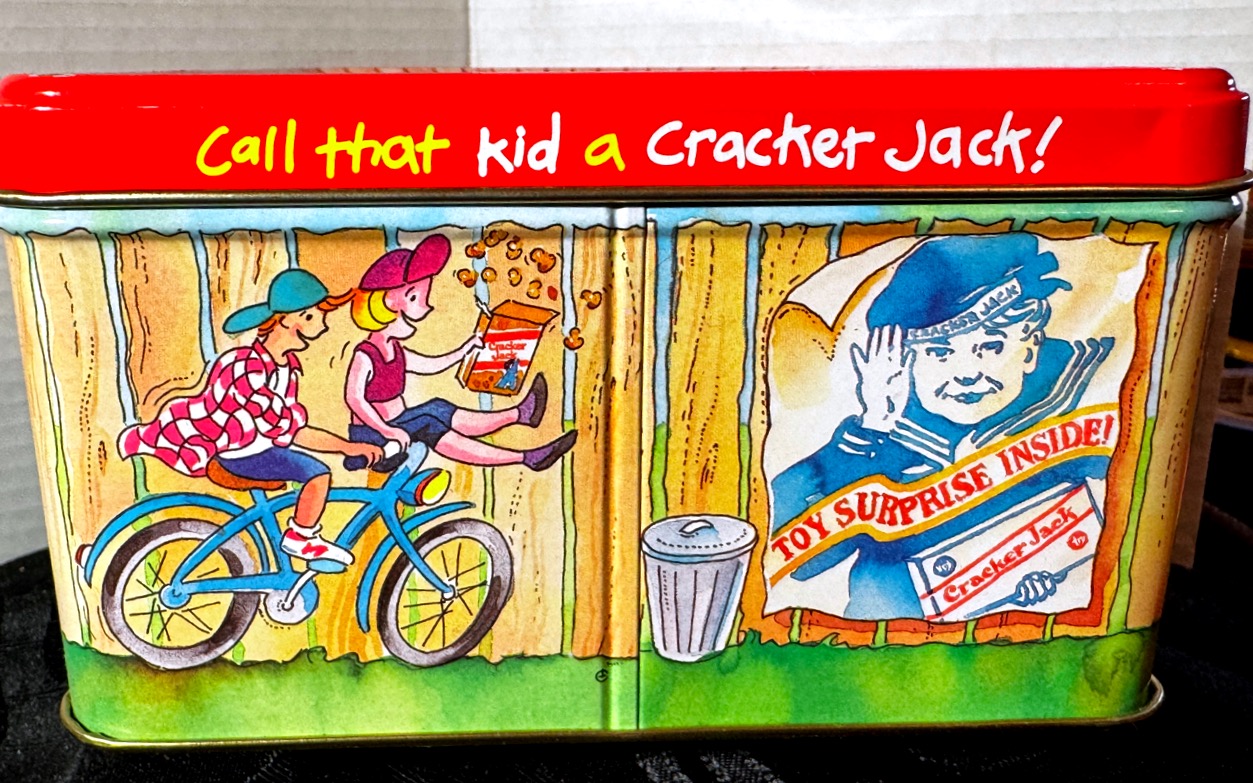 Call that kid a Cracker Jack!
Cracker
Jack
CRACKER JACK
TOY SURPRISE INSIDE!
Cracker Jack